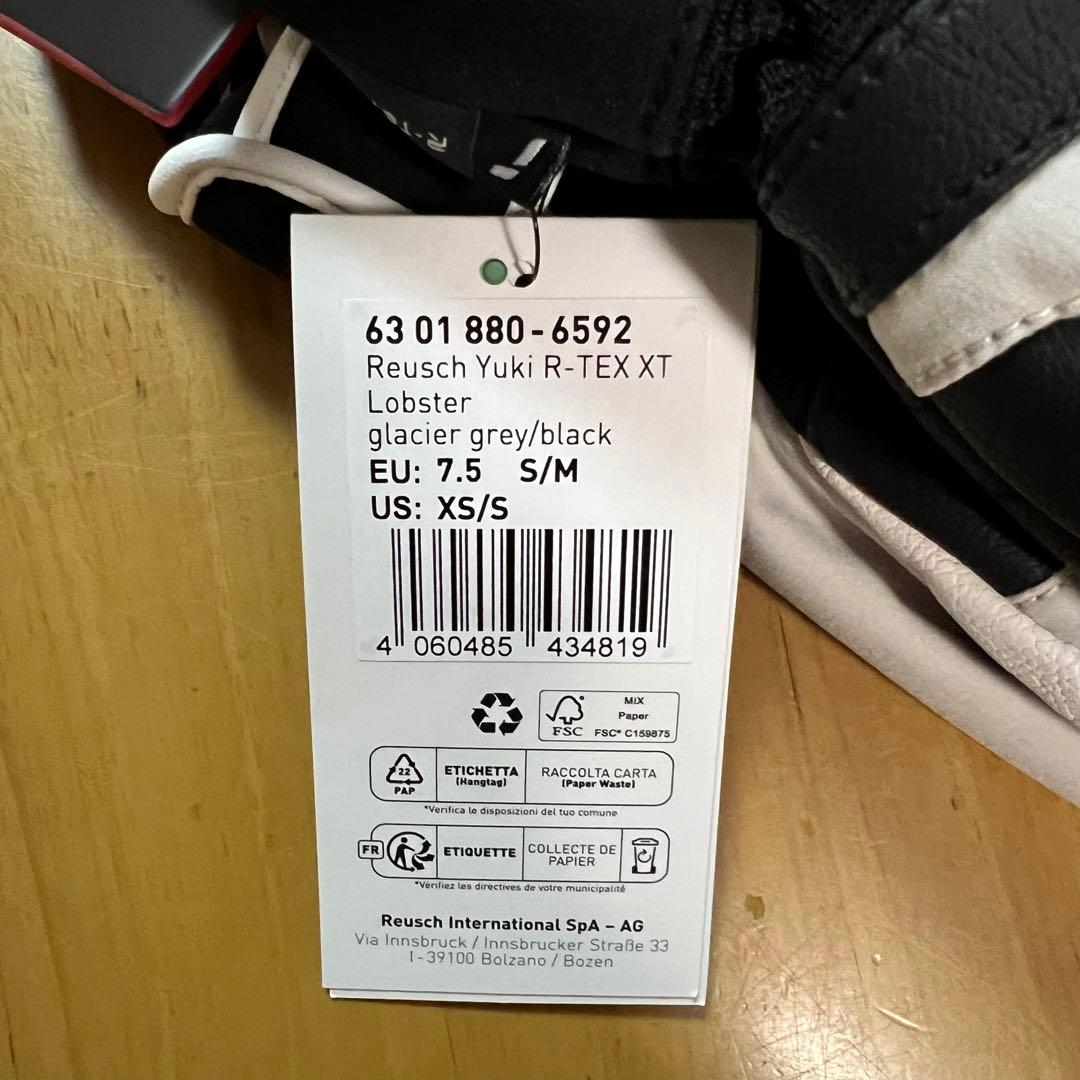 63 01 880-6592
Reusch Yuki R-TEX XT
Lobster
glacier grey/black
EU: 7.5 S/M
US: XS/S
4 060485 434819
FSC
MIX
Paper
FSC® C159875
22
PAP
ETICHETTA
(Hangtag)
RACCOLTA CARTA
(Paper Waste)
*Verifica le disposizioni del tuo comune
FR
ETIQUETTE
COLLECTE DE
PAPIER
*Vérifiez les directives de votre municipalité
Reusch International SpA – AG
Via Innsbruck / Innsbrucker Straße 33
I-39100 Bolzano / Bozen